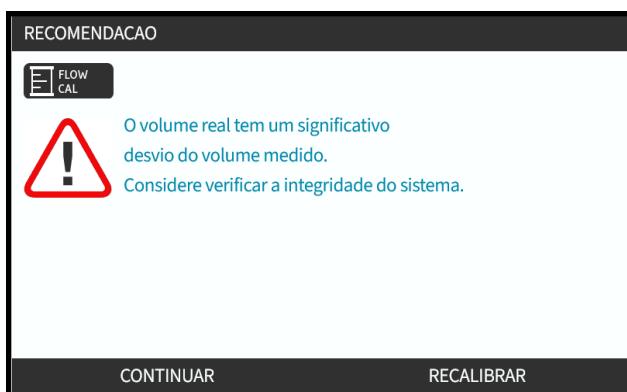 RECOMENDACAO
FLOW
CAL
O volume real tem um significativo
desvio do volume medido.
Considere verificar a integridade do sistema.
CONTINUAR RECALIBRAR